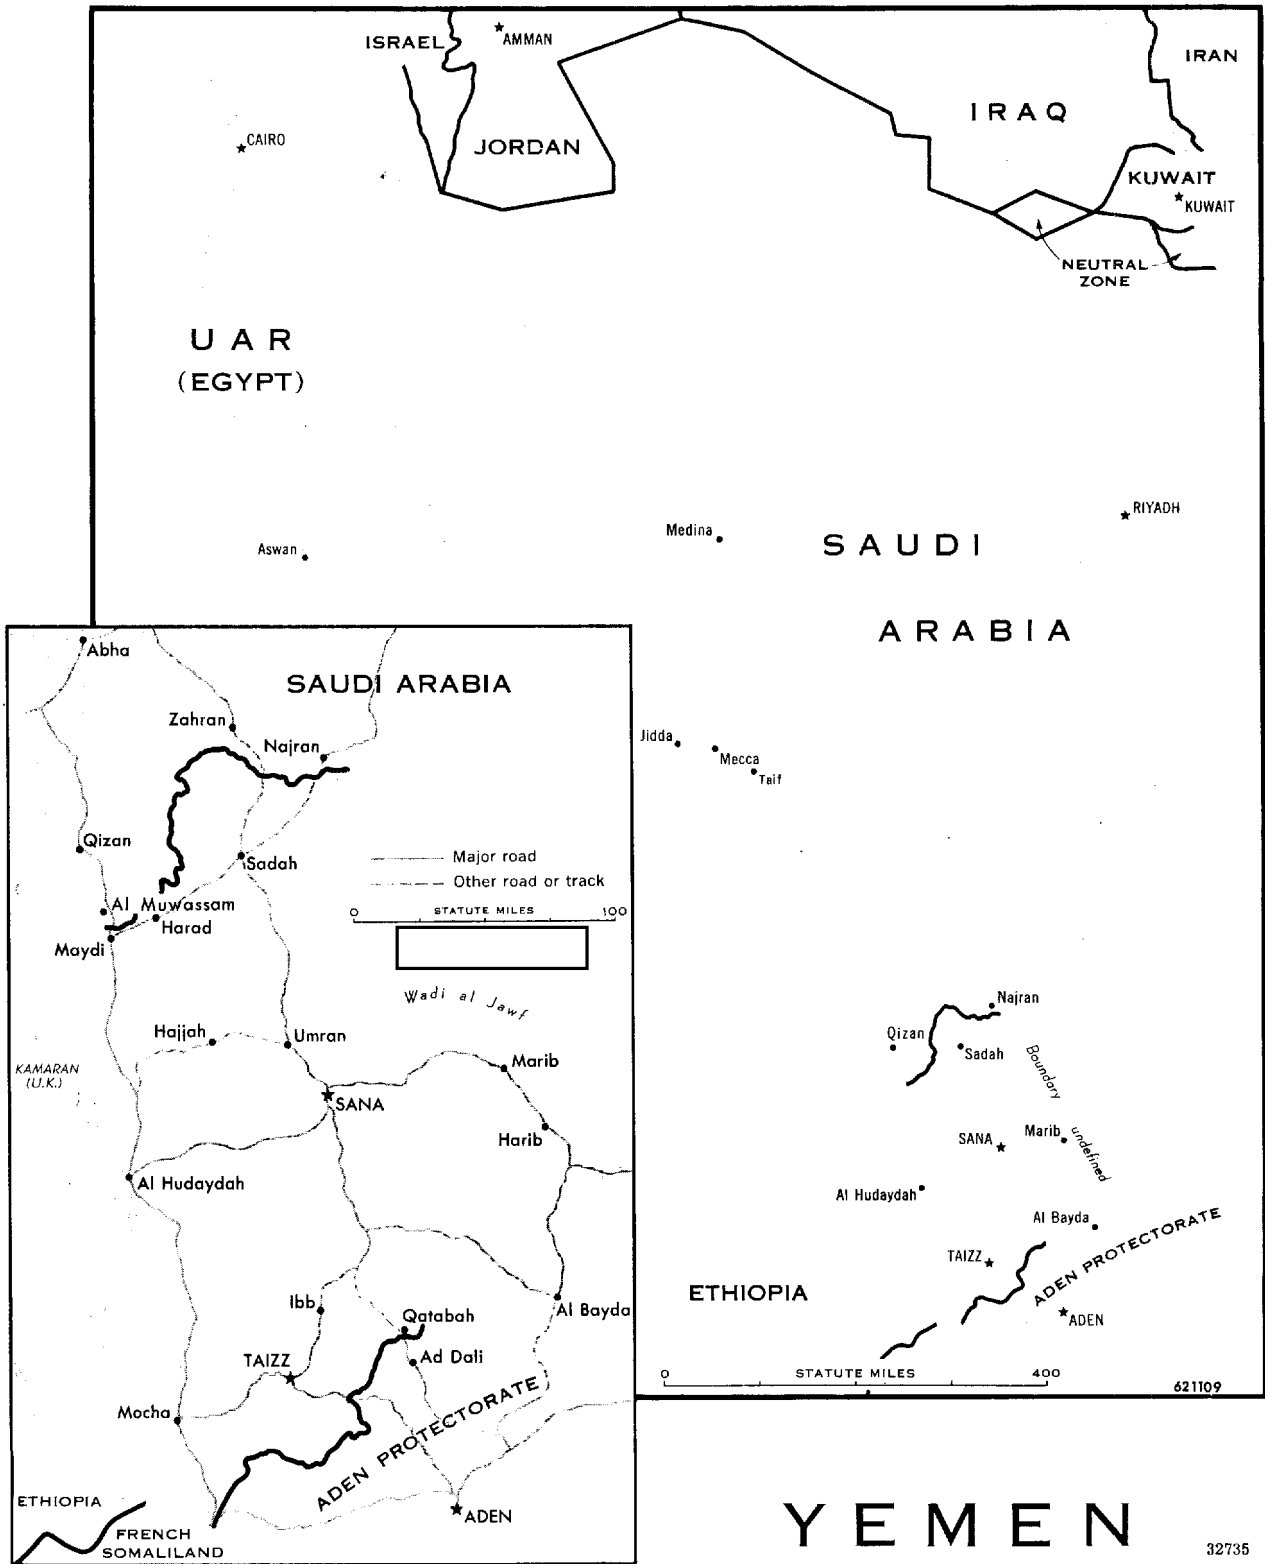 ISRAEL
AMMAN
IRAN
IRAQ
CAIRO
JORDAN
KUWAIT
KUWAIT
NEUTRAL
ZONE
UAR
(EGYPT)
RIYADH
Medina
SAUDI
Aswan
ARABIA
Abha
SAUDI ARABIA
Zahran
Najran
Jidda
Mecca
Taif
Qizan
Sadah
Major road
Other road or track
0 STATUTE MILES 100
Al Muwassam
Harad
Maydi
Wadi al Jawf
Hajjah
Umran
Marib
KAMARAN
(U.K.)
SANA
Harib
Al Hudaydah
Ibb
Qatabah
Al Bayda
TAIZZ
Ad Dali
Mocha
ADEN PROTECTORATE
ADEN
ETHIOPIA
FRENCH
SOMALILAND
Najran
Qizan
Sadah
Boundary
undefined
SANA
Marib
Al Hudaydah
Al Bayda
TAIZZ
ADEN PROTECTORATE
ETHIOPIA
ADEN
0 STATUTE MILES 400
621109
YEMEN
32735